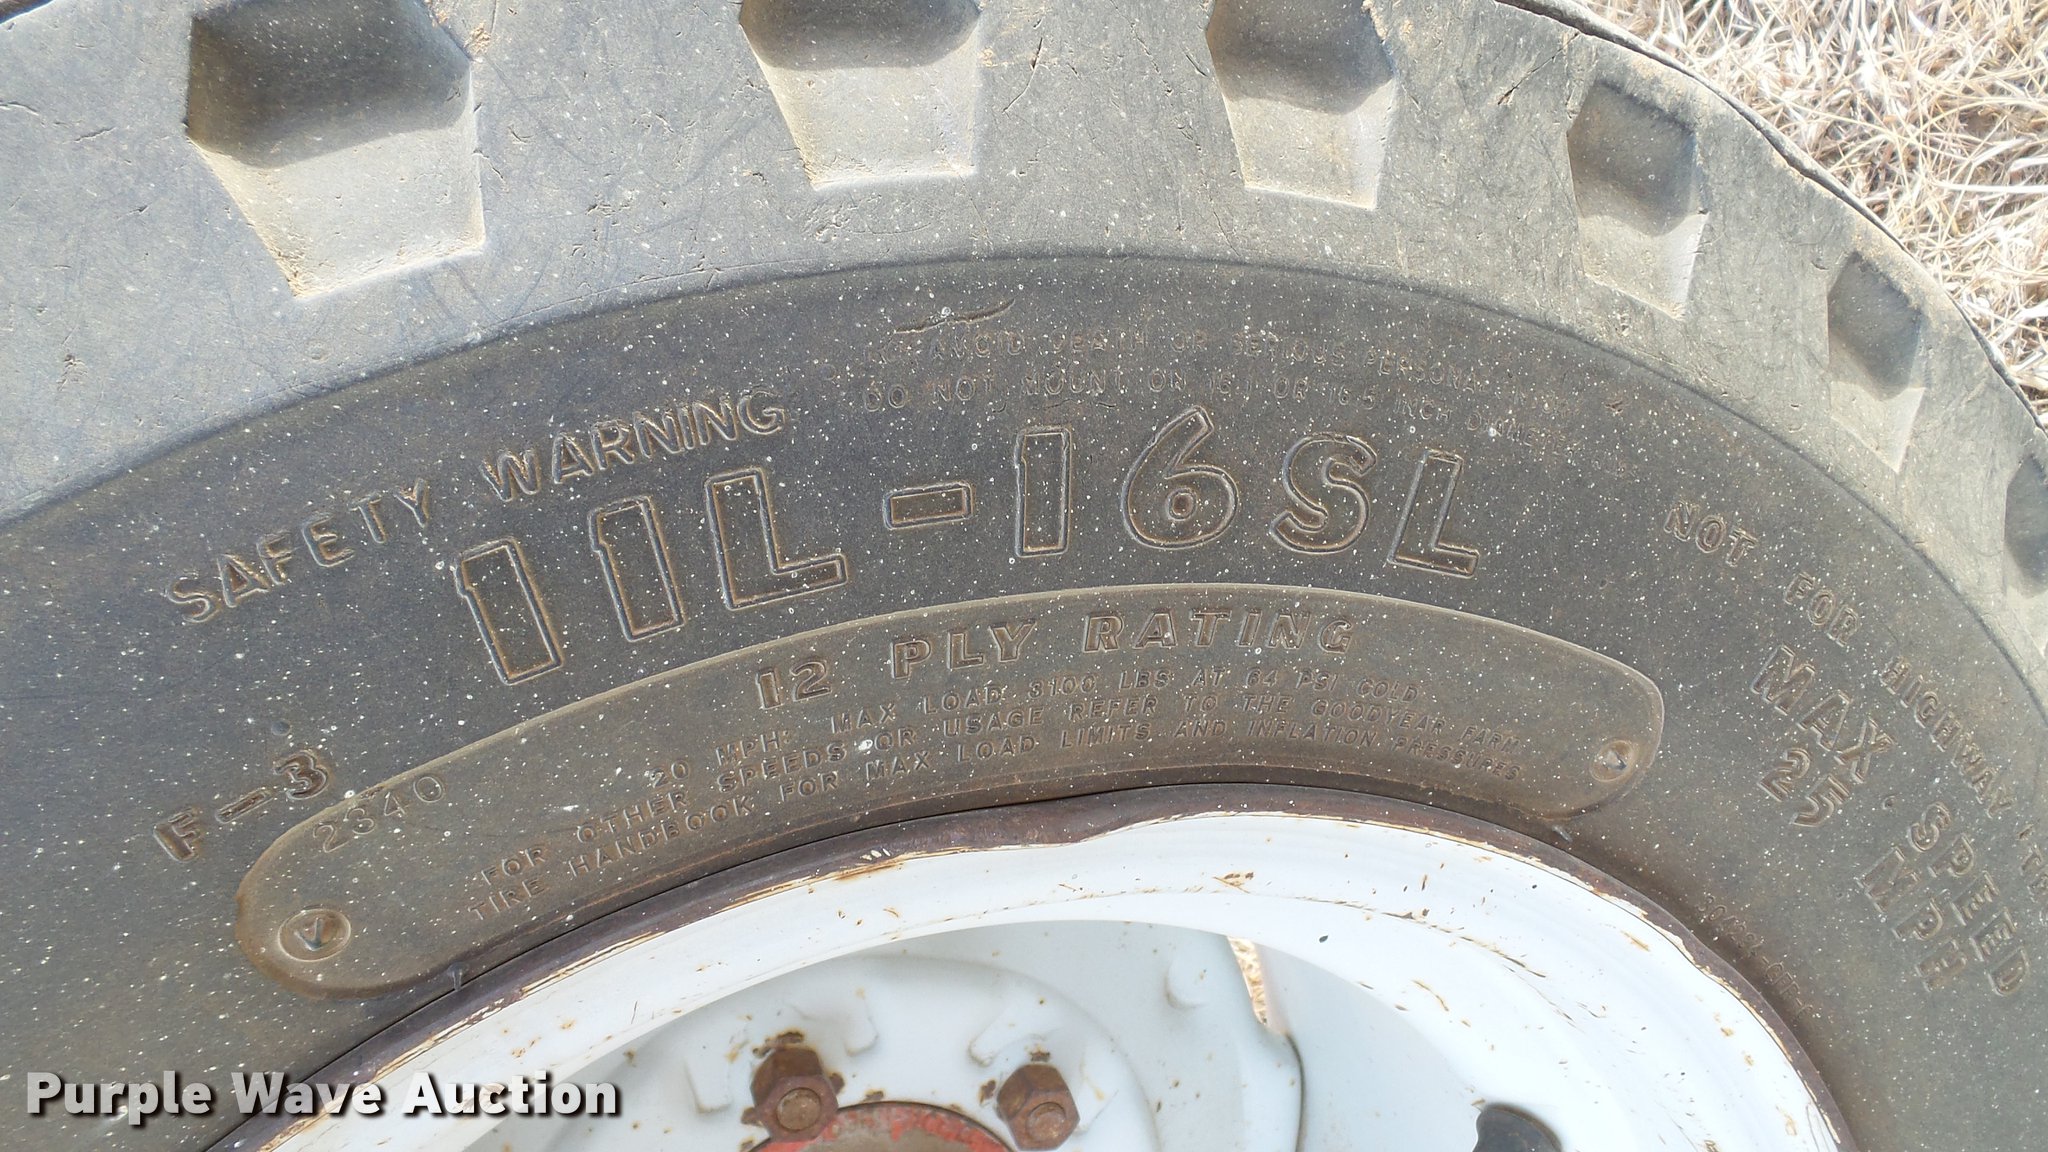 TO AVOID DEATH OR SERIOUS PERSONAL INJURY
DO NOT MOUNT ON 16.1 OR 16.5 INCH DIAMETER
SAFETY WARNING
11L-16SL
NOT FOR HIGHWAY
MAX SPEED
25 MPH
12 PLY RATING
F-3
2340
20 MPH: MAX LOAD 3100 LBS AT 64 PSI COLD
FOR OTHER SPEEDS OR USAGE REFER TO THE GOODYEAR FARM
TIRE HANDBOOK FOR MAX LOAD LIMITS AND INFLATION PRESSURES
Purple Wave Auction